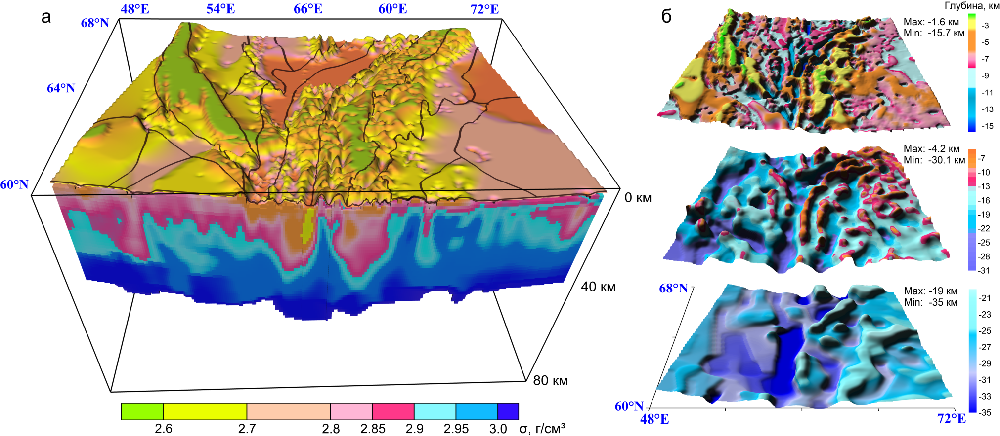 а
48°E 54°E 66°E 60°E 72°E
68°N
64°N
60°N
0 км
40 км
80 км
2.6 2.7 2.8 2.85 2.9 2.95 3.0 σ, г/см³
б
Глубина, км
Max: -1.6 км
Min: -15.7 км
-3
-5
-7
-9
-11
-13
-15
Max: -4.2 км
Min: -30.1 км
-7
-10
-13
-16
-19
-22
-25
-28
-31
68°N
Max: -19 км
Min: -35 км
-21
-23
-25
-27
-29
-31
-33
-35
60°N
48°E 72°E